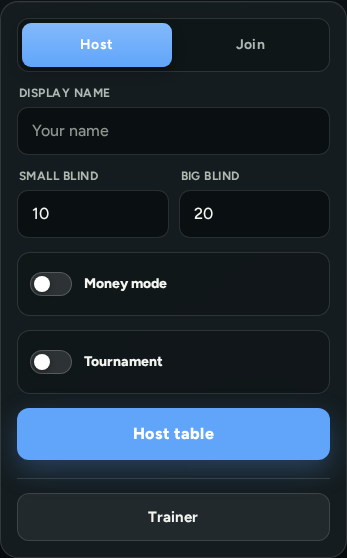 Host Join
DISPLAY NAME
Your name
SMALL BLIND BIG BLIND
10 20
Money mode
Tournament
Host table
Trainer